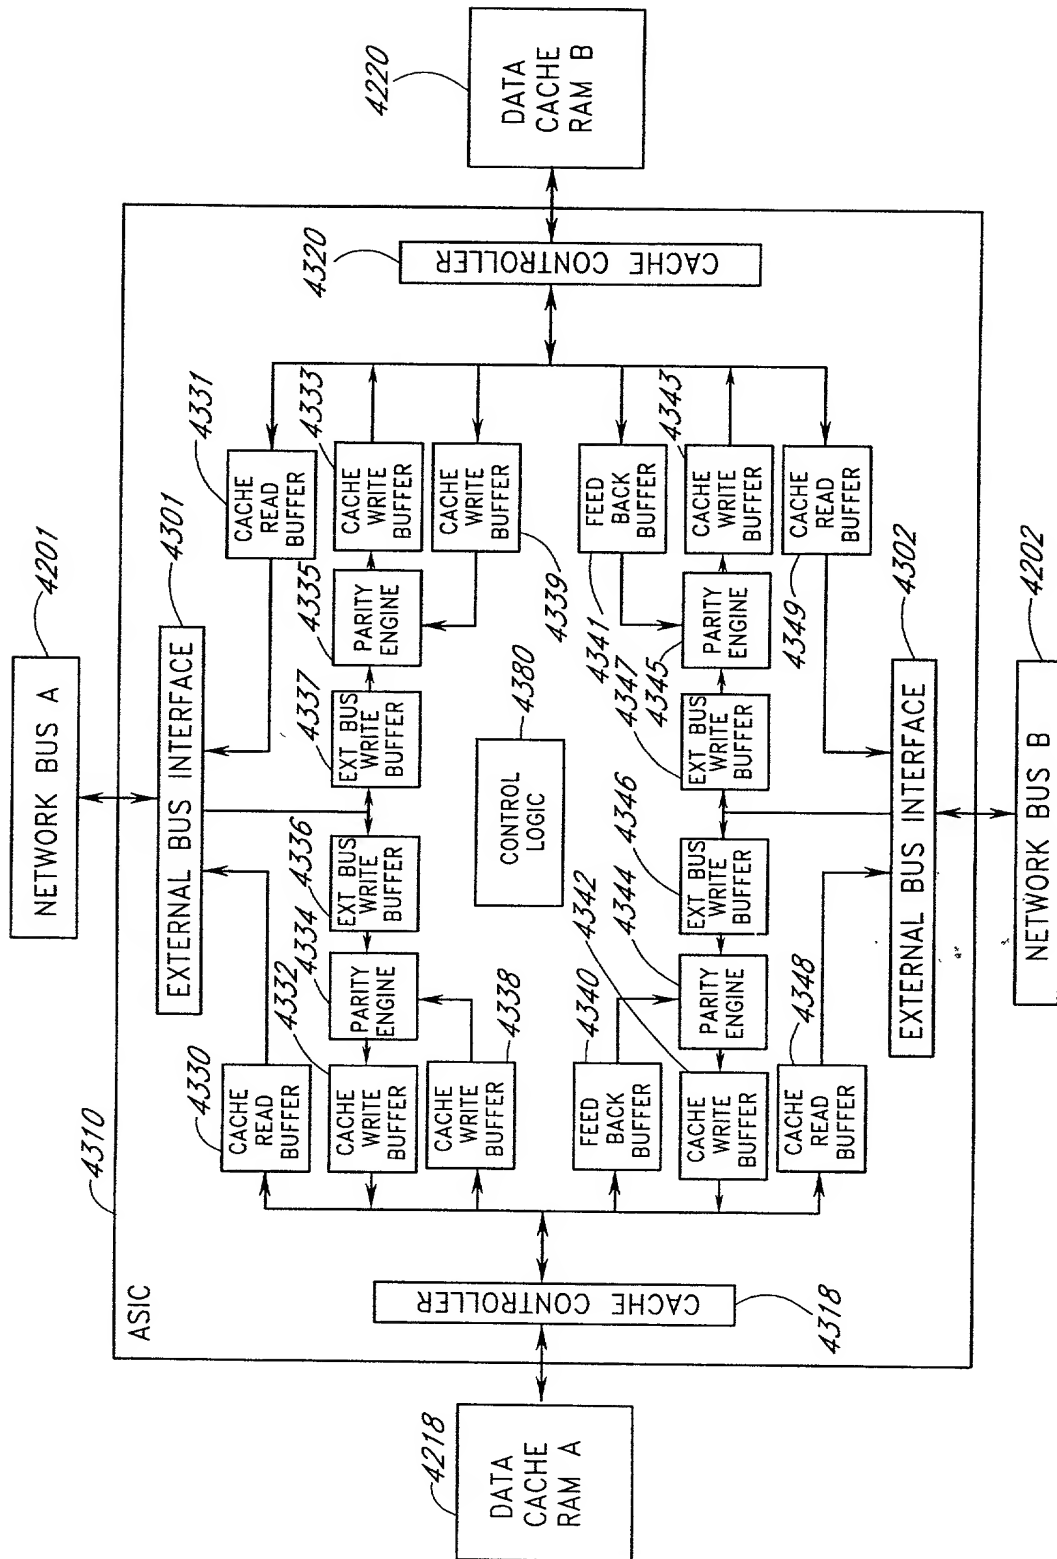 4201
NETWORK BUS A
4310
ASIC
4301
EXTERNAL BUS INTERFACE
4330
CACHE
READ
BUFFER
4331
CACHE
READ
BUFFER
4332
CACHE
WRITE
BUFFER
4334
PARITY
ENGINE
4336
EXT BUS
WRITE
BUFFER
4337
EXT BUS
WRITE
BUFFER
4335
PARITY
ENGINE
4333
CACHE
WRITE
BUFFER
4338
CACHE
WRITE
BUFFER
4339
CACHE
WRITE
BUFFER
4218
DATA
CACHE
RAM A
4318
CACHE CONTROLLER
4380
CONTROL
LOGIC
4320
CACHE CONTROLLER
4220
DATA
CACHE
RAM B
4340
FEED
BACK
BUFFER
4341
FEED
BACK
BUFFER
4342
CACHE
WRITE
BUFFER
4344
PARITY
ENGINE
4346
EXT BUS
WRITE
BUFFER
4347
EXT BUS
WRITE
BUFFER
4345
PARITY
ENGINE
4343
CACHE
WRITE
BUFFER
4348
CACHE
READ
BUFFER
4349
CACHE
READ
BUFFER
4302
EXTERNAL BUS INTERFACE
4202
NETWORK BUS B